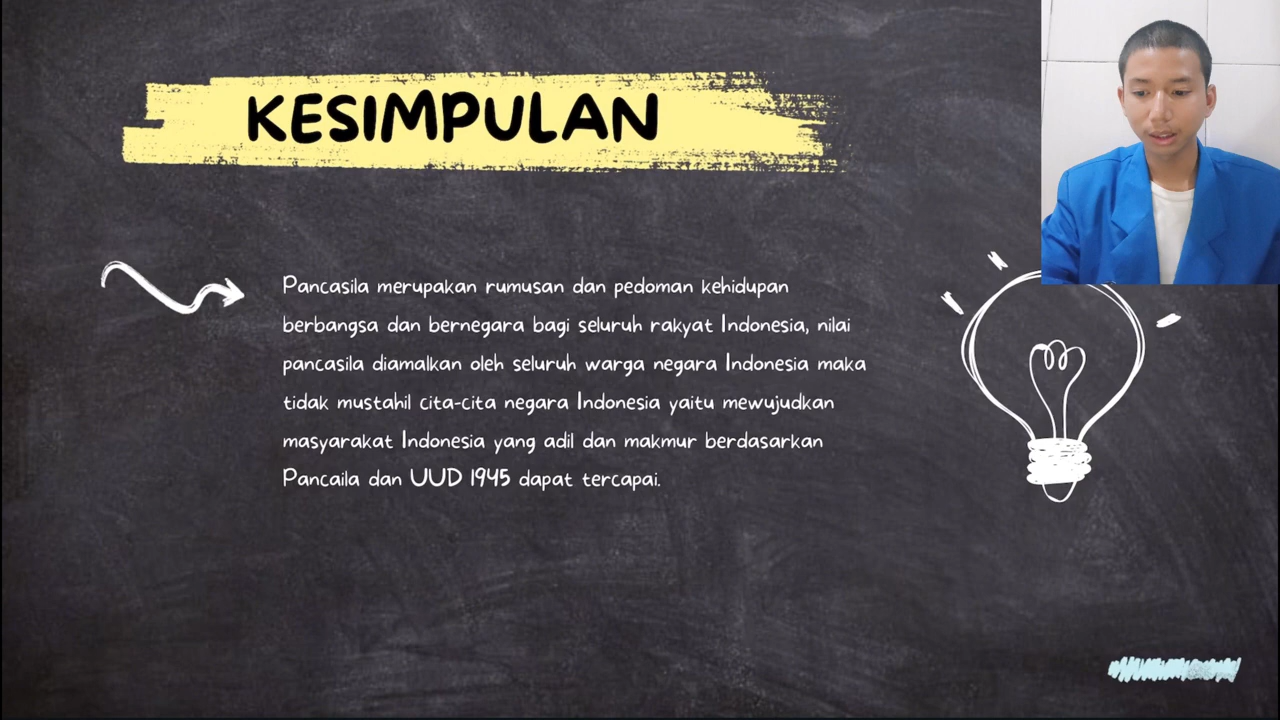 KESIMPULAN
Pancasila merupakan rumusan dan pedoman kehidupan
berbangsa dan bernegara bagi seluruh rakyat Indonesia, nilai
pancasila diamalkan oleh seluruh warga negara Indonesia maka
tidak mustahil cita-cita negara Indonesia yaitu mewujudkan
masyarakat Indonesia yang adil dan makmur berdasarkan
Pancaila dan UUD 1945 dapat tercapai.